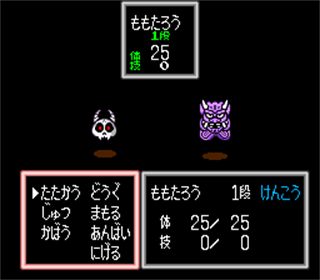 ももたろう
1段
体 25
技 0
▶たたかう どうぐ
じゅつ まもる
かばう あんばい
にげる
ももたろう 1段 けんこう
体 25/ 25
技 0/ 0